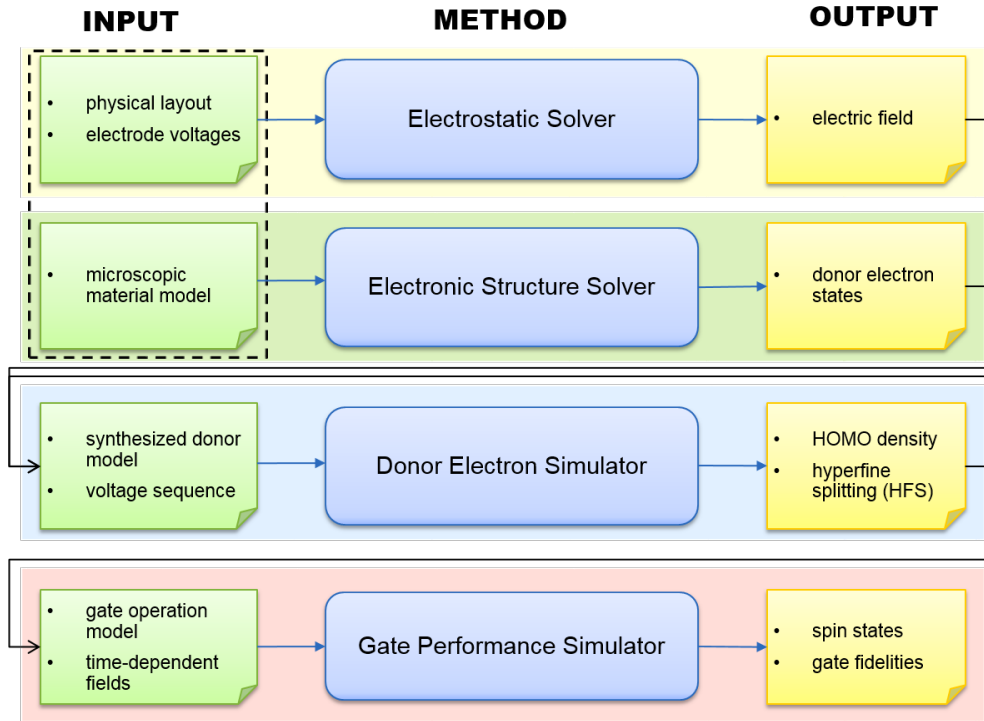 INPUT METHOD OUTPUT
• physical layout
• electrode voltages
Electrostatic Solver
• electric field
• microscopic
material model
Electronic Structure Solver
• donor electron
states
• synthesized donor
model
• voltage sequence
Donor Electron Simulator
• HOMO density
• hyperfine
splitting (HFS)
• gate operation
model
• time-dependent
fields
Gate Performance Simulator
• spin states
• gate fidelities